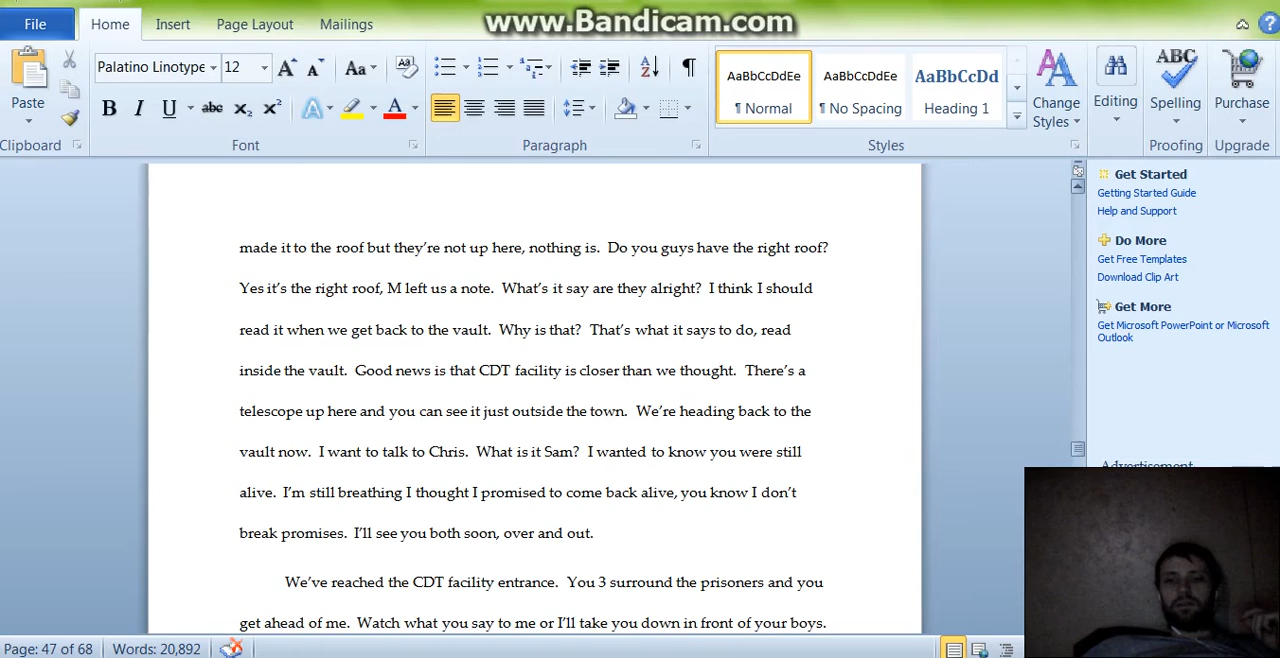 www.Bandicam.com
File Home Insert Page Layout Mailings
Palatino Linotype 12
Aa
AaBbCcDdEe AaBbCcDdEe AaBbCcDd
ABC
Paste
B I U abc x₂ x² A A
¶ Normal ¶ No Spacing Heading 1
Change Styles
Editing
Spelling
Purchase
Clipboard Font Paragraph Styles Proofing Upgrade
made it to the roof but they’re not up here, nothing is.  Do you guys have the right roof?
Yes it’s the right roof, M left us a note.  What’s it say are they alright?  I think I should
read it when we get back to the vault.  Why is that?  That’s what it says to do, read
inside the vault.  Good news is that CDT facility is closer than we thought.  There’s a
telescope up here and you can see it just outside the town.  We’re heading back to the
vault now.  I want to talk to Chris.  What is it Sam?  I wanted to know you were still
alive.  I’m still breathing I thought I promised to come back alive, you know I don’t
break promises.  I’ll see you both soon, over and out.
We’ve reached the CDT facility entrance.  You 3 surround the prisoners and you
get ahead of me.  Watch what you say to me or I’ll take you down in front of your boys.
Get Started
Getting Started Guide
Help and Support
Do More
Get Free Templates
Download Clip Art
Get More
Get Microsoft PowerPoint or Microsoft
Outlook
Advertisement
Page: 47 of 68 Words: 20,892